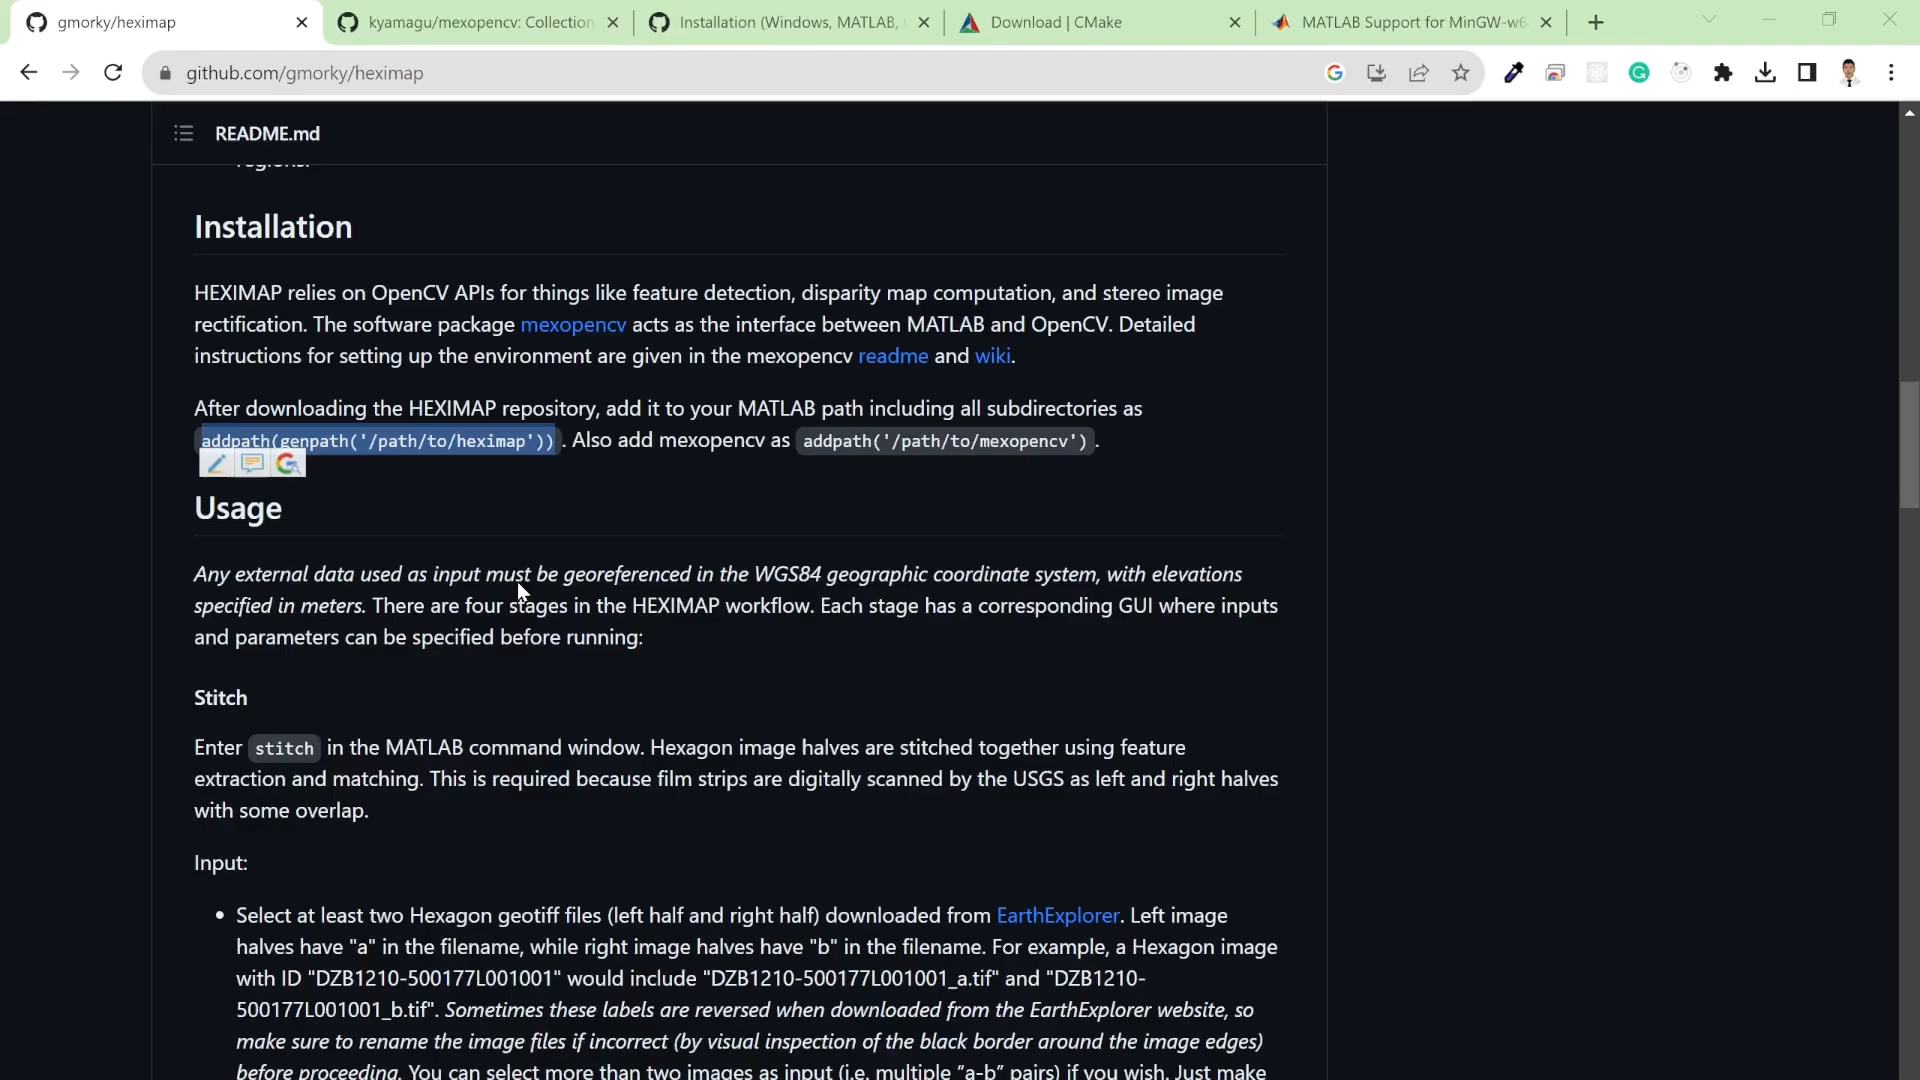 gmorky/heximap
kyamagu/mexopencv: Collection
Installation (Windows, MATLAB,
Download | CMake
MATLAB Support for MinGW-w6
github.com/gmorky/heximap
README.md
regions.
Installation
HEXIMAP relies on OpenCV APIs for things like feature detection, disparity map computation, and stereo image
rectification. The software package mexopencv acts as the interface between MATLAB and OpenCV. Detailed
instructions for setting up the environment are given in the mexopencv readme and wiki.
After downloading the HEXIMAP repository, add it to your MATLAB path including all subdirectories as
addpath(genpath('/path/to/heximap')). Also add mexopencv as addpath('/path/to/mexopencv').
Usage
Any external data used as input must be georeferenced in the WGS84 geographic coordinate system, with elevations
specified in meters. There are four stages in the HEXIMAP workflow. Each stage has a corresponding GUI where inputs
and parameters can be specified before running:
Stitch
Enter stitch in the MATLAB command window. Hexagon image halves are stitched together using feature
extraction and matching. This is required because film strips are digitally scanned by the USGS as left and right halves
with some overlap.
Input:
• Select at least two Hexagon geotiff files (left half and right half) downloaded from EarthExplorer. Left image
halves have "a" in the filename, while right image halves have "b" in the filename. For example, a Hexagon image
with ID "DZB1210-500177L001001" would include "DZB1210-500177L001001_a.tif" and "DZB1210-
500177L001001_b.tif". Sometimes these labels are reversed when downloaded from the EarthExplorer website, so
make sure to rename the image files if incorrect (by visual inspection of the black border around the image edges)
before proceeding. You can select more than two images as input (i.e. multiple “a-b” pairs) if you wish. Just make